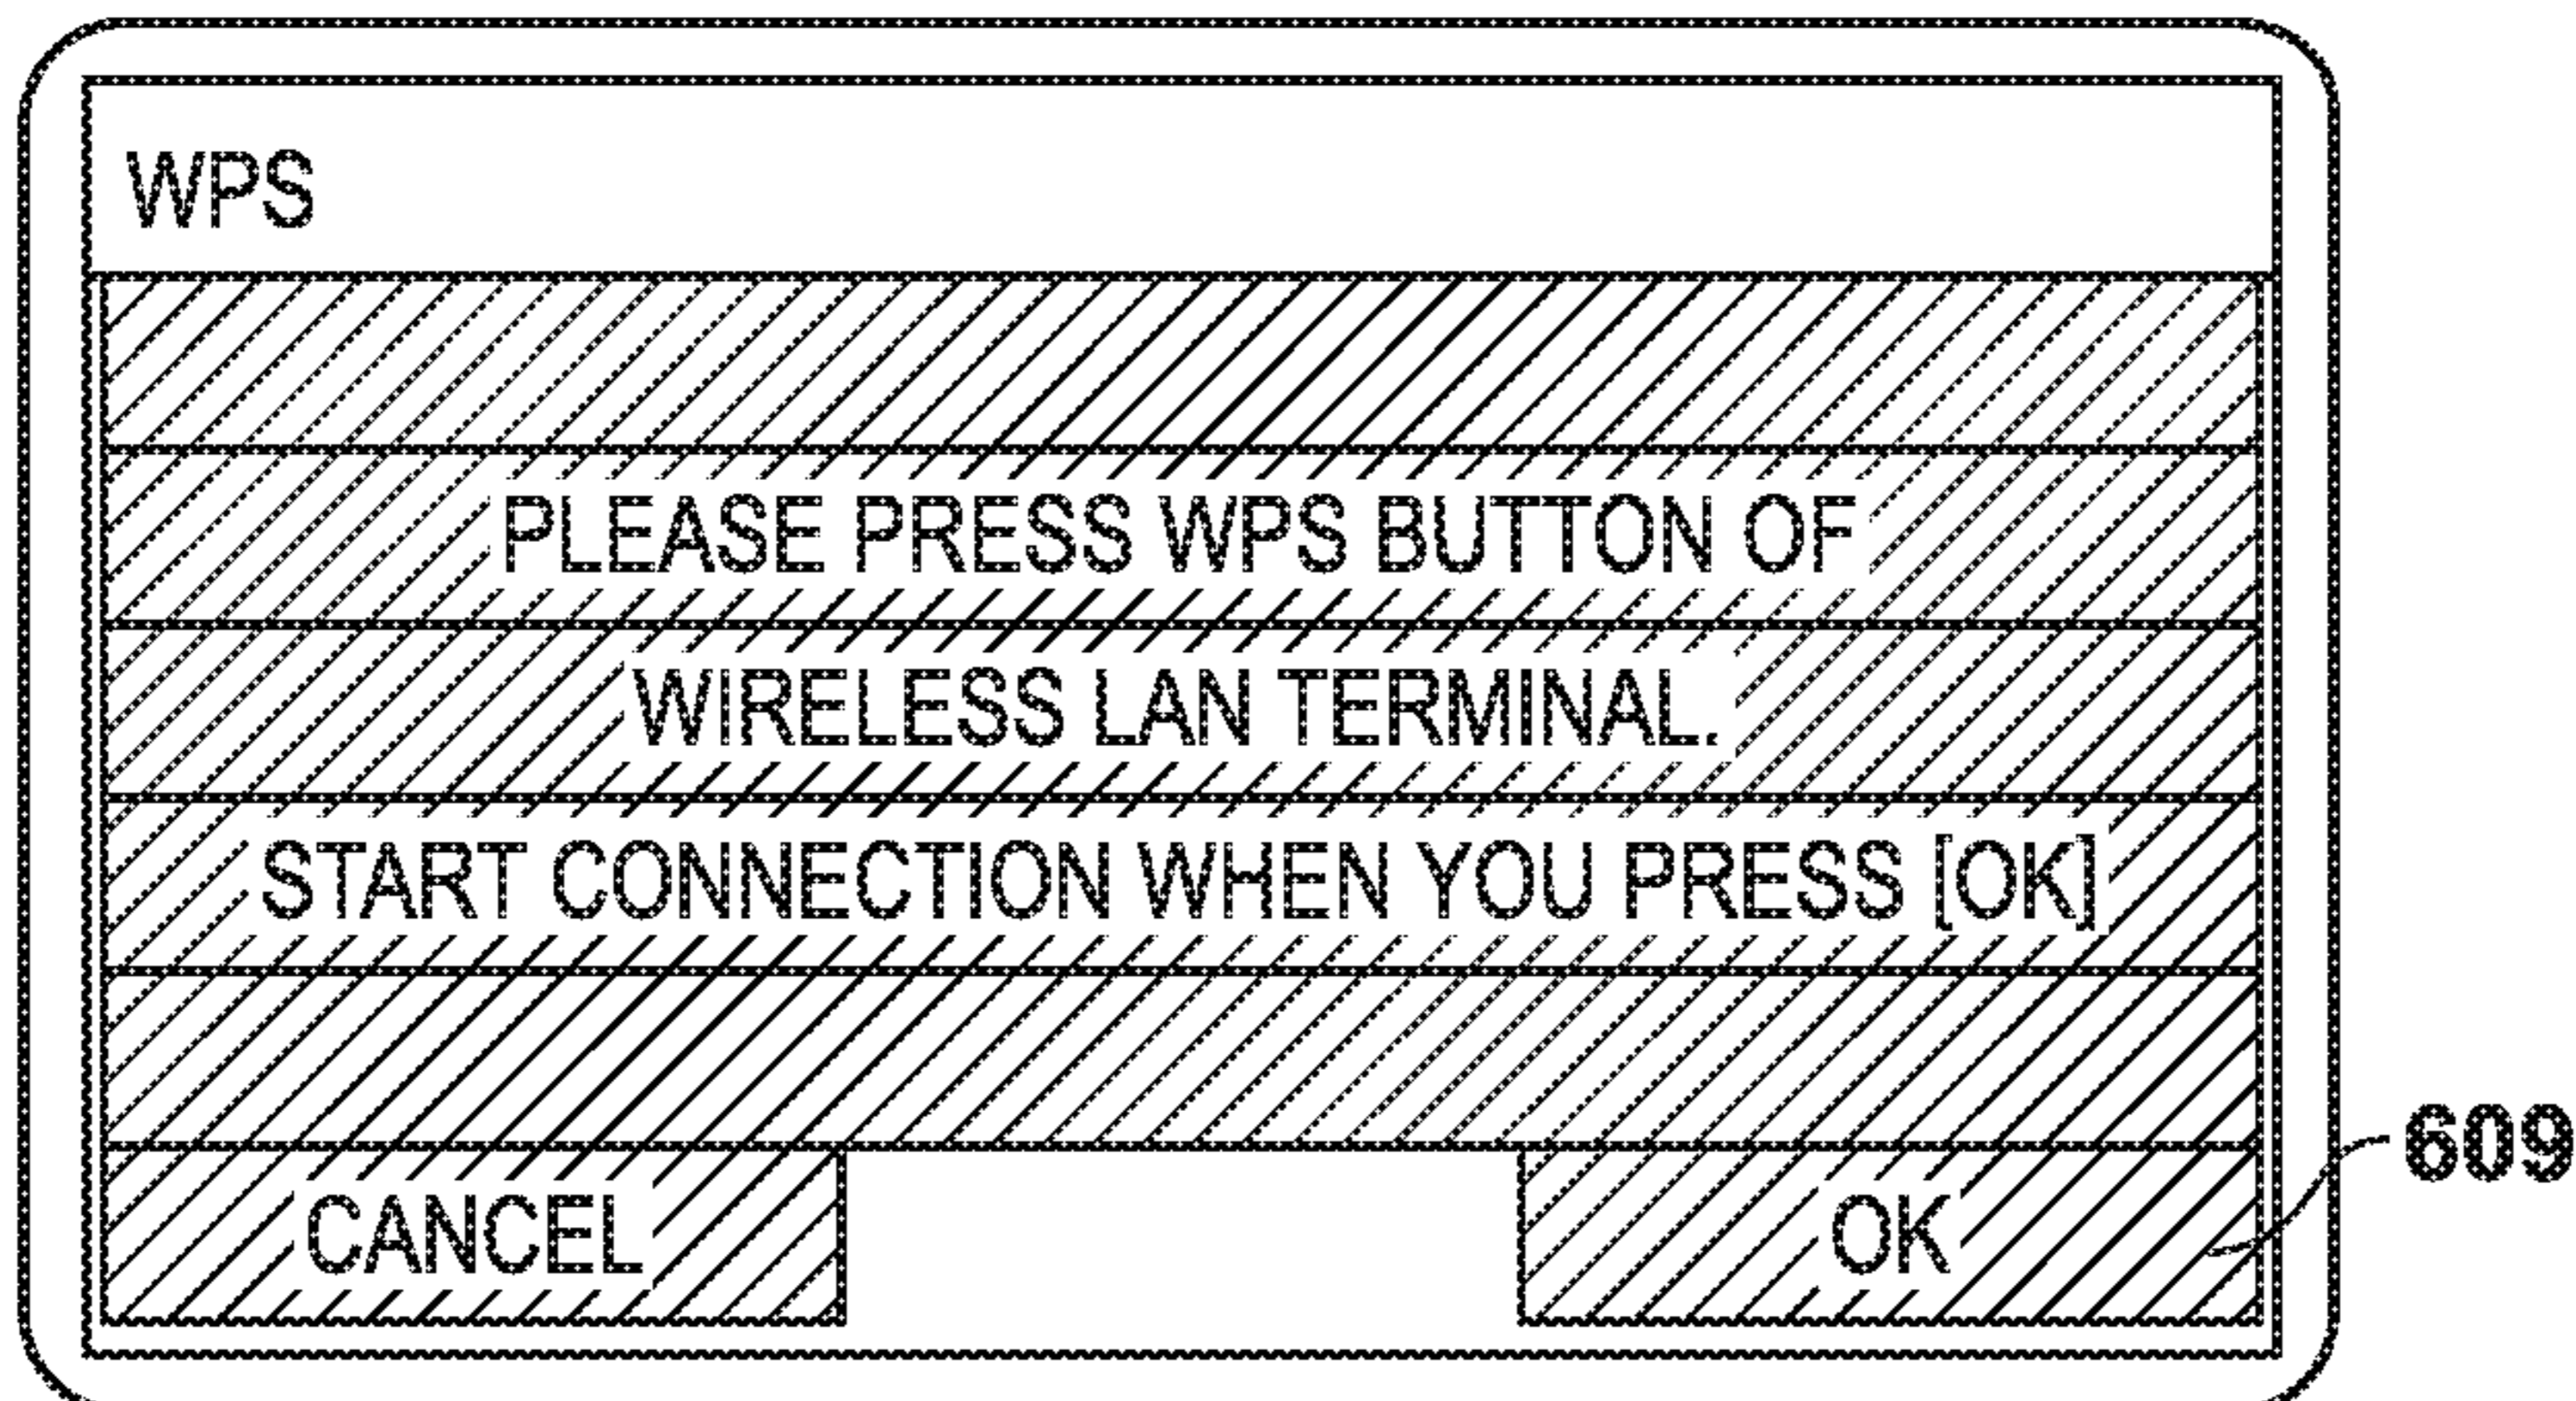 WPS
PLEASE PRESS WPS BUTTON OF
WIRELESS LAN TERMINAL.
START CONNECTION WHEN YOU PRESS [OK]
609
CANCEL OK